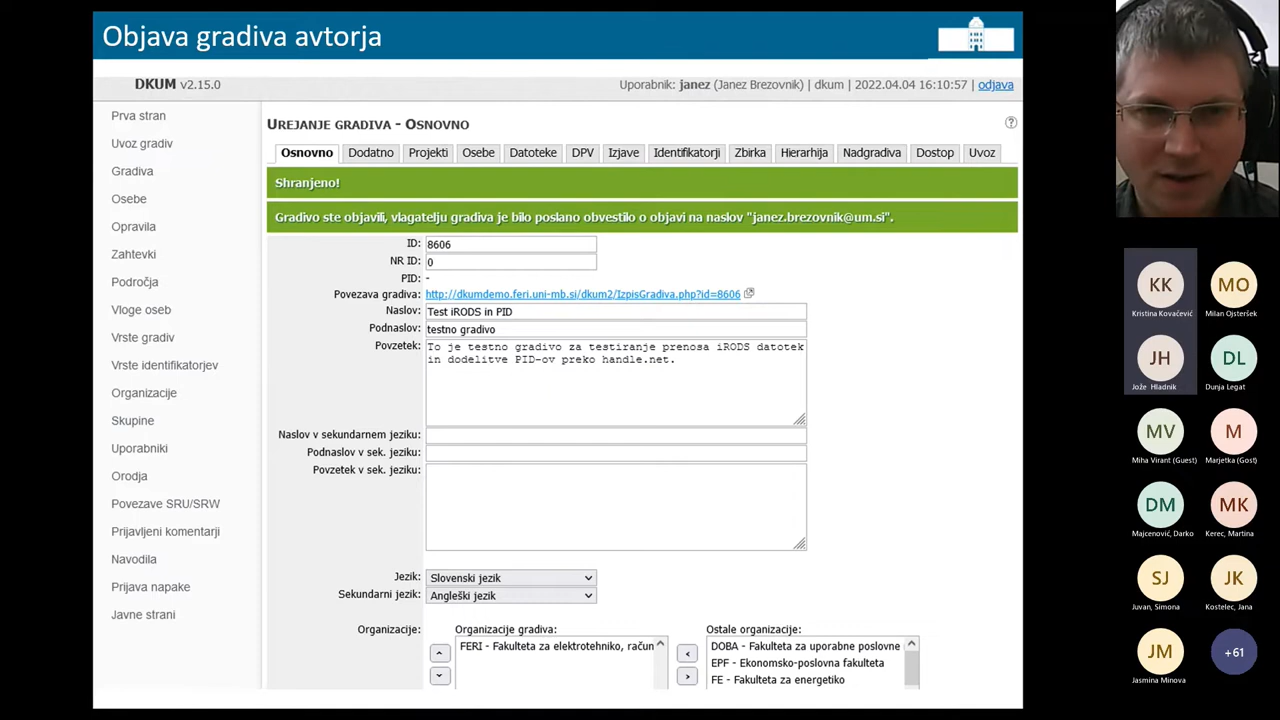 Objava gradiva avtorja
DKUM v2.15.0
Uporabnik: janez (Janez Brezovnik) | dkum | 2022.04.04 16:10:57 | odjava
Prva stran
Uvoz gradiv
Gradiva
Osebe
Opravila
Zahtevki
Področja
Vloge oseb
Vrste gradiv
Vrste identifikatorjev
Organizacije
Skupine
Uporabniki
Orodja
Povezave SRU/SRW
Prijavljeni komentarji
Navodila
Prijava napake
Javne strani
UREJANJE GRADIVA - OSNOVNO
Osnovno Dodatno Projekti Osebe Datoteke DPV Izjave Identifikatorji Zbirka Hierarhija Nadgradiva Dostop Uvoz
Shranjeno!
Gradivo ste objavili, vlagatelju gradiva je bilo poslano obvestilo o objavi na naslov "janez.brezovnik@um.si".
ID: 8606
NR ID: 0
PID: -
Povezava gradiva: http://dkumdemo.feri.uni-mb.si/dkum2/IzpisGradiva.php?id=8606
Naslov: Test iRODS in PID
Podnaslov: testno gradivo
Povzetek: To je testno gradivo za testiranje prenosa iRODS datotek
in dodelitve PID-ov preko handle.net.
Naslov v sekundarnem jeziku:
Podnaslov v sek. jeziku:
Povzetek v sek. jeziku:
Jezik: Slovenski jezik
Sekundarni jezik: Angleški jezik
Organizacije: Organizacije gradiva: Ostale organizacije:
FERI - Fakulteta za elektrotehniko, račun
DOBA - Fakulteta za uporabne poslovne
EPF - Ekonomsko-poslovna fakulteta
FE - Fakulteta za energetiko
KK MO
Kristina Kovačević Milan Ojsteršek
JH DL
Jože Hladnik Dunja Legat
MV M
Miha Virant (Guest) Marjetka (Gost)
DM MK
Majcenović, Darko Kerec, Martina
SJ JK
Juvan, Simona Kostelec, Jana
JM +61
Jasmina Minova